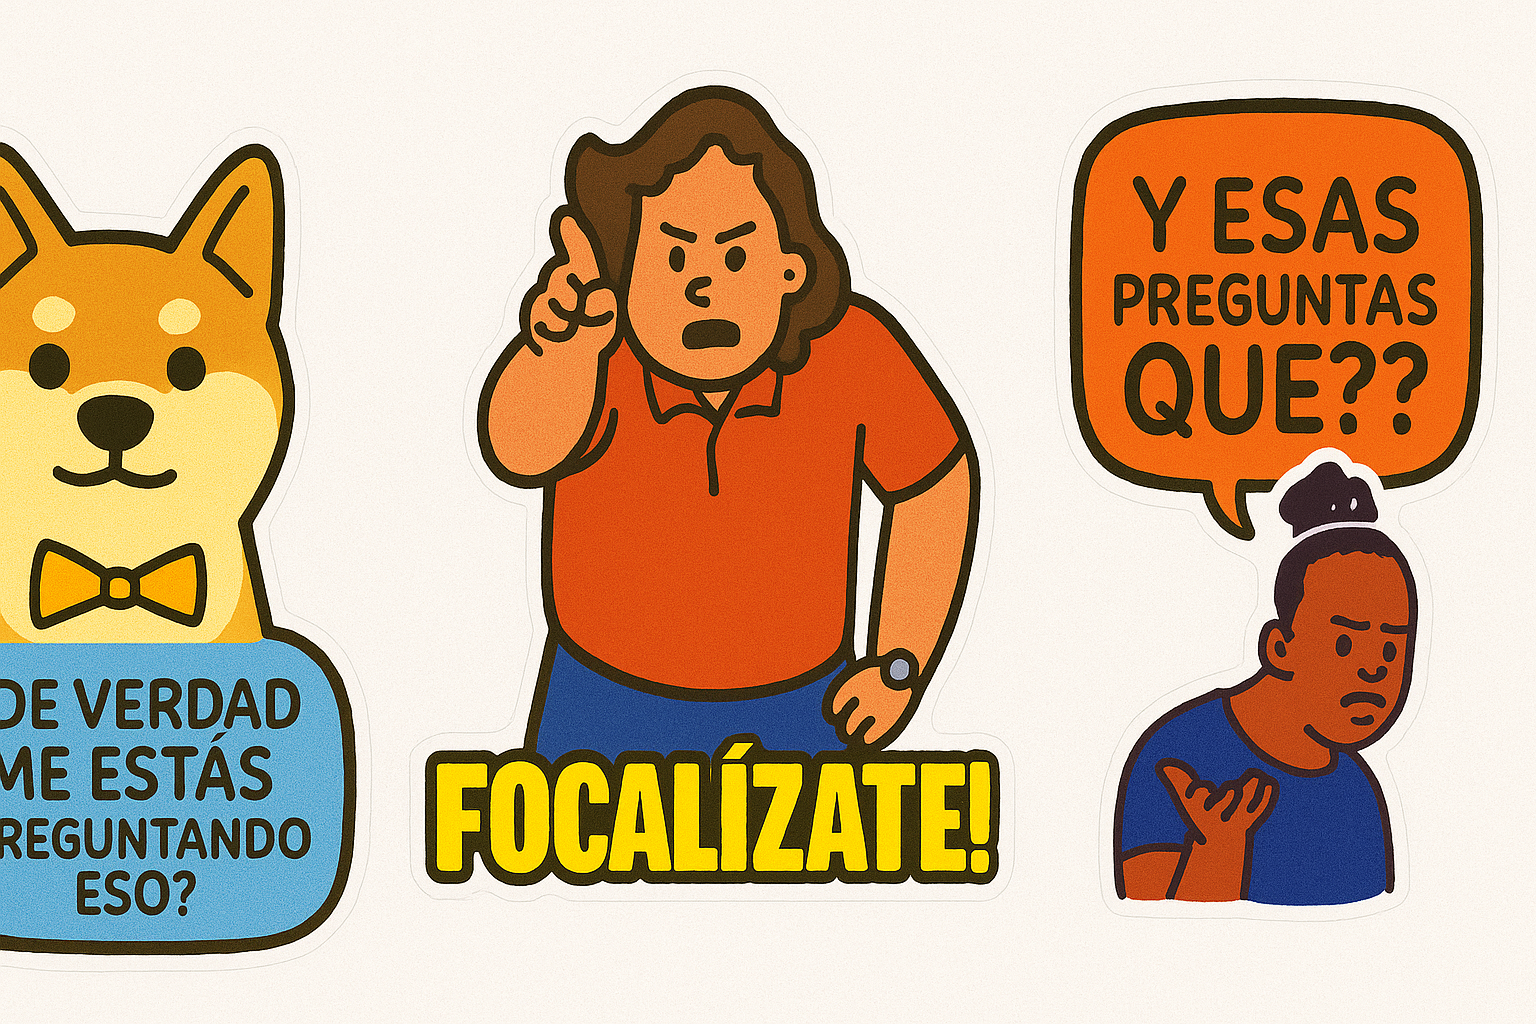 DE VERDAD
ME ESTÁS
REGUNTANDO
ESO?
FOCALÍZATE!
Y ESAS
PREGUNTAS
QUE??